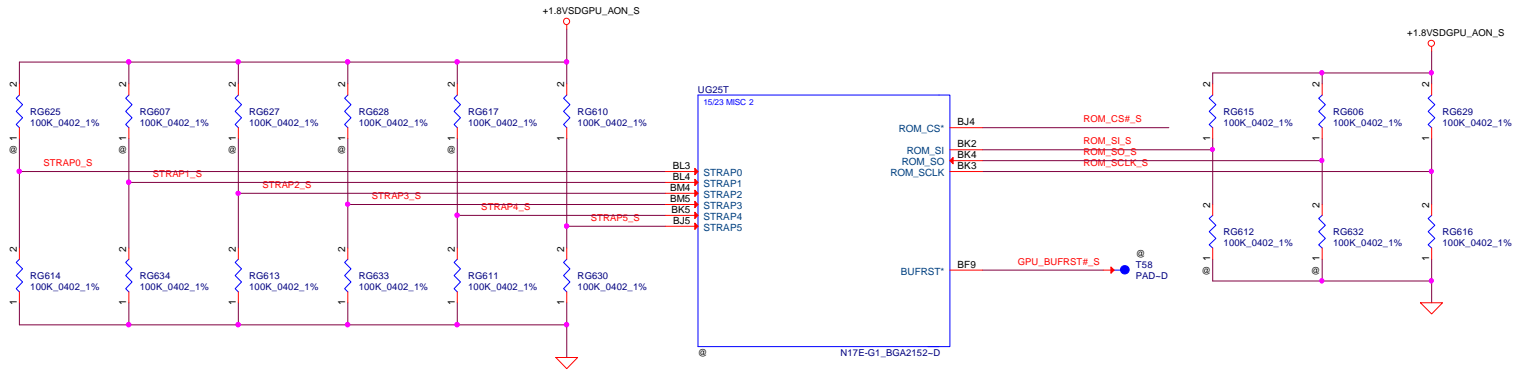 +1.8VSDGPU_AON_S
+1.8VSDGPU_AON_S
2
RG625
100K_0402_1%
1
@
2
RG607
100K_0402_1%
1
@
2
RG627
100K_0402_1%
1
@
2
RG628
100K_0402_1%
1
@
2
RG617
100K_0402_1%
1
@
2
RG610
100K_0402_1%
1
@
STRAP0_S
STRAP1_S
STRAP2_S
STRAP3_S
STRAP4_S
STRAP5_S
2
RG614
100K_0402_1%
1
2
RG634
100K_0402_1%
1
2
RG613
100K_0402_1%
1
2
RG633
100K_0402_1%
1
2
RG611
100K_0402_1%
1
2
RG630
100K_0402_1%
1
UG25T
15/23 MISC 2
BL3
BL4
BM4
BM5
BK5
BJ5
STRAP0
STRAP1
STRAP2
STRAP3
STRAP4
STRAP5
ROM_CS*
ROM_SI
ROM_SO
ROM_SCLK
BUFRST*
BJ4
BK2
BK4
BK3
BF9
@
N17E-G1_BGA2152-D
ROM_CS#_S
ROM_SI_S
ROM_SO_S
ROM_SCLK_S
GPU_BUFRST#_S
@
T58
PAD-D
2
RG615
100K_0402_1%
1
2
RG606
100K_0402_1%
1
2
RG629
100K_0402_1%
1
@
2
RG612
100K_0402_1%
1
@
2
RG632
100K_0402_1%
1
@
2
RG616
100K_0402_1%
1